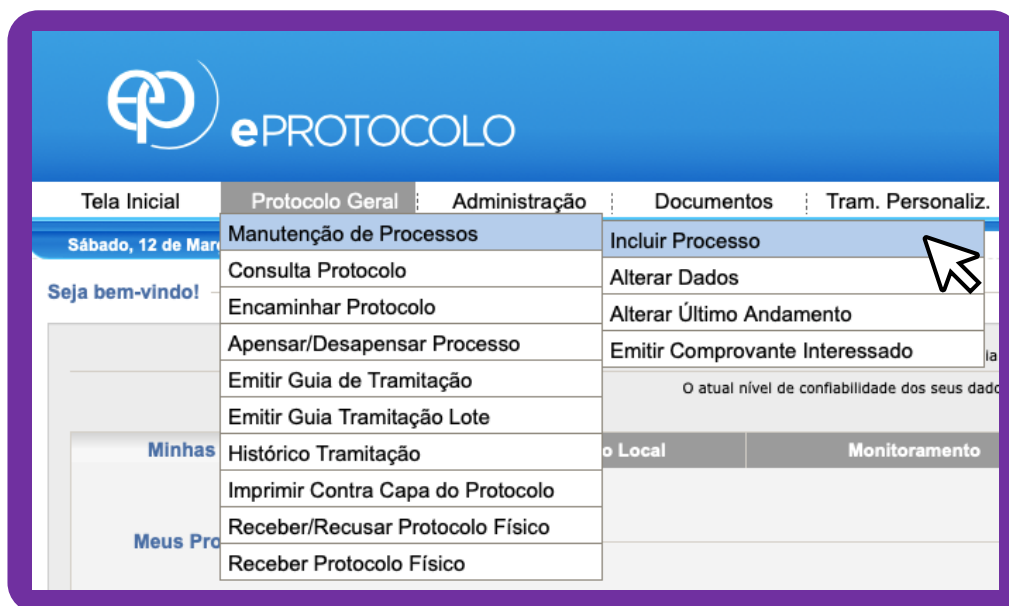 ePROTOCOLO
Tela Inicial Protocolo Geral Administração Documentos Tram. Personaliz.
Sábado, 12 de
Manutenção de Processos
Consulta Protocolo
Encaminhar Protocolo
Apensar/Desapensar Processo
Emitir Guia de Tramitação
Emitir Guia Tramitação Lote
Histórico Tramitação
Imprimir Contra Capa do Protocolo
Receber/Recusar Protocolo Físico
Receber Protocolo Físico
Incluir Processo
Alterar Dados
Alterar Último Andamento
Emitir Comprovante Interessado
Seja bem-vindo!
O atual nível de confiabilidade dos seus
Minhas Local Monitoramento
Meus